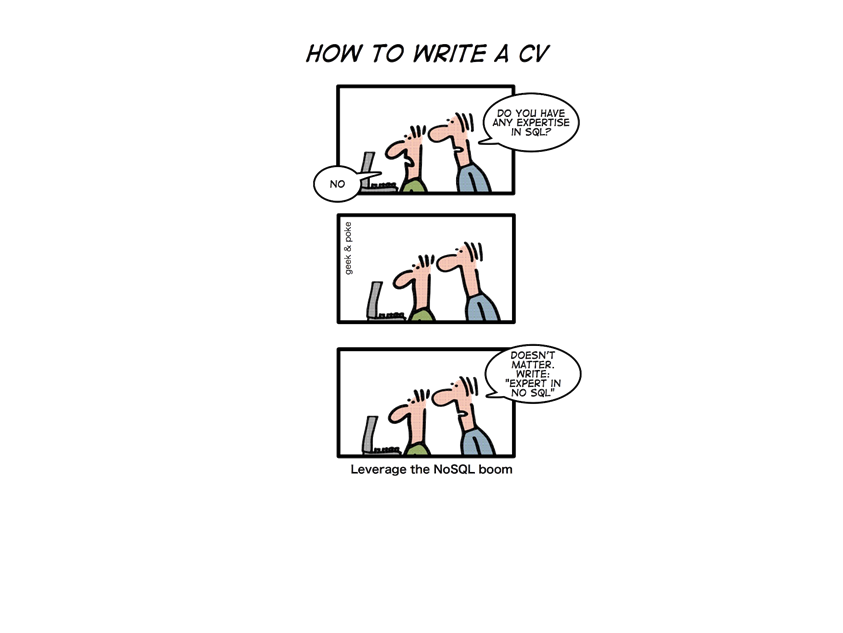 HOW TO WRITE A CV
DO YOU HAVE
ANY EXPERTISE
IN SQL?
NO
geek & poke
DOESN'T
MATTER.
WRITE:
"EXPERT IN
NO SQL"
Leverage the NoSQL boom